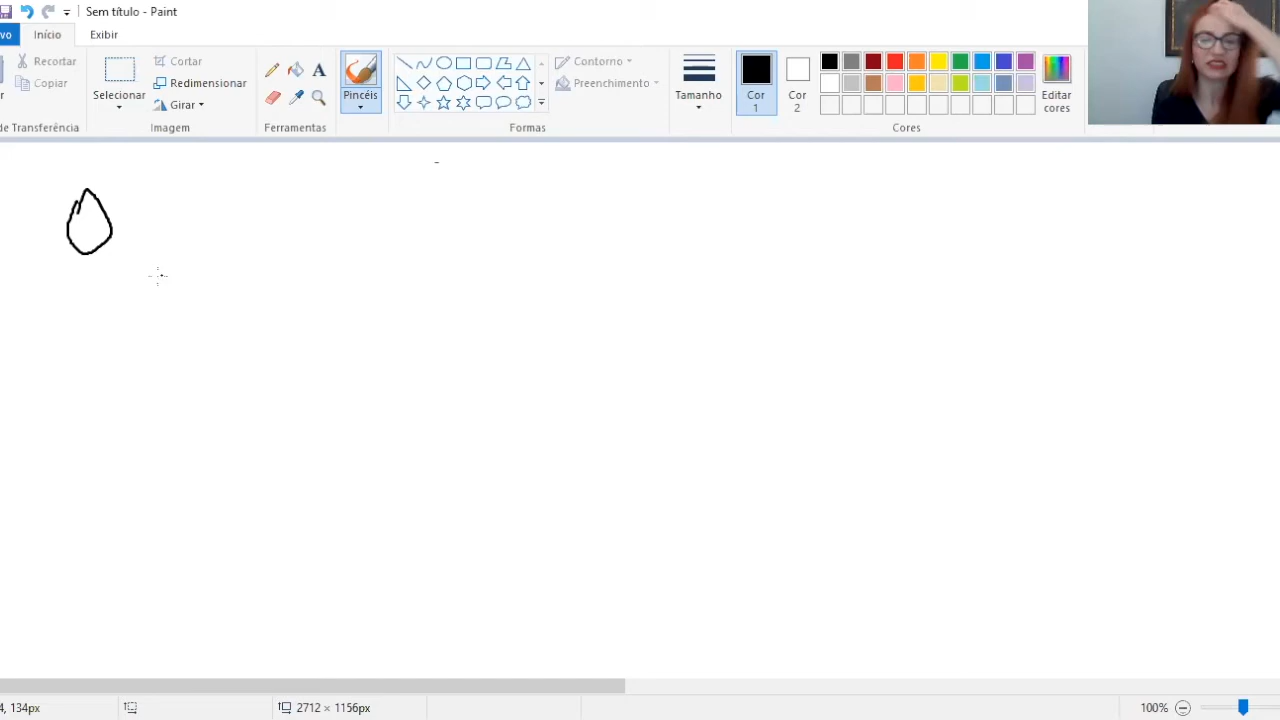 Sem título - Paint
vo Início Exibir
Recortar
Copiar
r
de Transferência
Selecionar
Cortar
Redimensionar
Girar
Imagem
A
Ferramentas
Pincéis
Contorno
Preenchimento
Formas
Tamanho
Cor 1
Cor 2
Editar cores
Cores
4, 134px
2712 × 1156px
100%